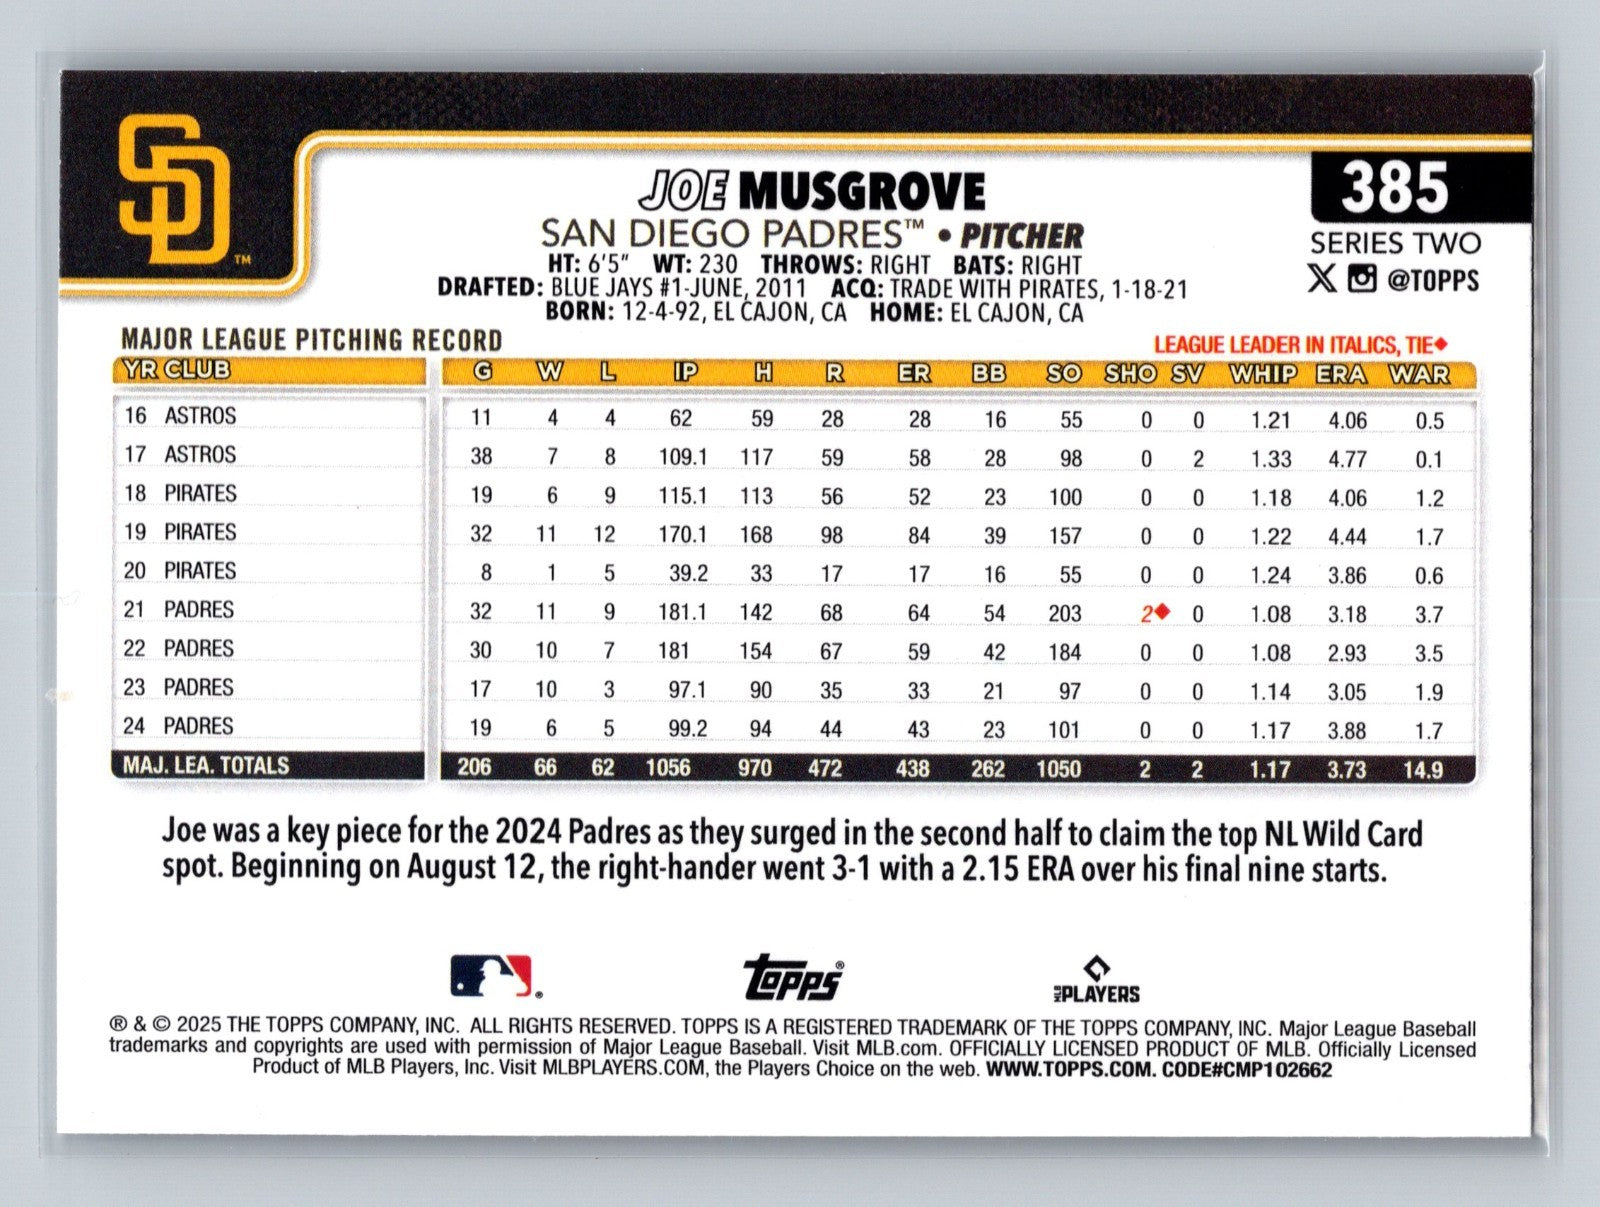 SD™
JOE MUSGROVE
385
SAN DIEGO PADRES™ • PITCHER
SERIES TWO
HT: 6'5" WT: 230 THROWS: RIGHT BATS: RIGHT
@TOPPS
DRAFTED: BLUE JAYS #1-JUNE, 2011 ACQ: TRADE WITH PIRATES, 1-18-21
BORN: 12-4-92, EL CAJON, CA HOME: EL CAJON, CA
MAJOR LEAGUE PITCHING RECORD
LEAGUE LEADER IN ITALICS, TIE◆
YR CLUB G W L IP H R ER BB SO SHO SV WHIP ERA WAR
16 ASTROS 11 4 4 62 59 28 28 16 55 0 0 1.21 4.06 0.5
17 ASTROS 38 7 8 109.1 117 59 58 28 98 0 2 1.33 4.77 0.1
18 PIRATES 19 6 9 115.1 113 56 52 23 100 0 0 1.18 4.06 1.2
19 PIRATES 32 11 12 170.1 168 98 84 39 157 0 0 1.22 4.44 1.7
20 PIRATES 8 1 5 39.2 33 17 17 16 55 0 0 1.24 3.86 0.6
21 PADRES 32 11 9 181.1 142 68 64 54 203 2◆ 0 1.08 3.18 3.7
22 PADRES 30 10 7 181 154 67 59 42 184 0 0 1.08 2.93 3.5
23 PADRES 17 10 3 97.1 90 35 33 21 97 0 0 1.14 3.05 1.9
24 PADRES 19 6 5 99.2 94 44 43 23 101 0 0 1.17 3.88 1.7
MAJ. LEA. TOTALS 206 66 62 1056 970 472 438 262 1050 2 2 1.17 3.73 14.9
Joe was a key piece for the 2024 Padres as they surged in the second half to claim the top NL Wild Card
spot. Beginning on August 12, the right-hander went 3-1 with a 2.15 ERA over his final nine starts.
Topps®
MLB PLAYERS
® & © 2025 THE TOPPS COMPANY, INC. ALL RIGHTS RESERVED. TOPPS IS A REGISTERED TRADEMARK OF THE TOPPS COMPANY, INC. Major League Baseball
trademarks and copyrights are used with permission of Major League Baseball. Visit MLB.com. OFFICIALLY LICENSED PRODUCT OF MLB. Officially Licensed
Product of MLB Players, Inc. Visit MLBPLAYERS.COM, the Players Choice on the web. WWW.TOPPS.COM. CODE#CMP102662